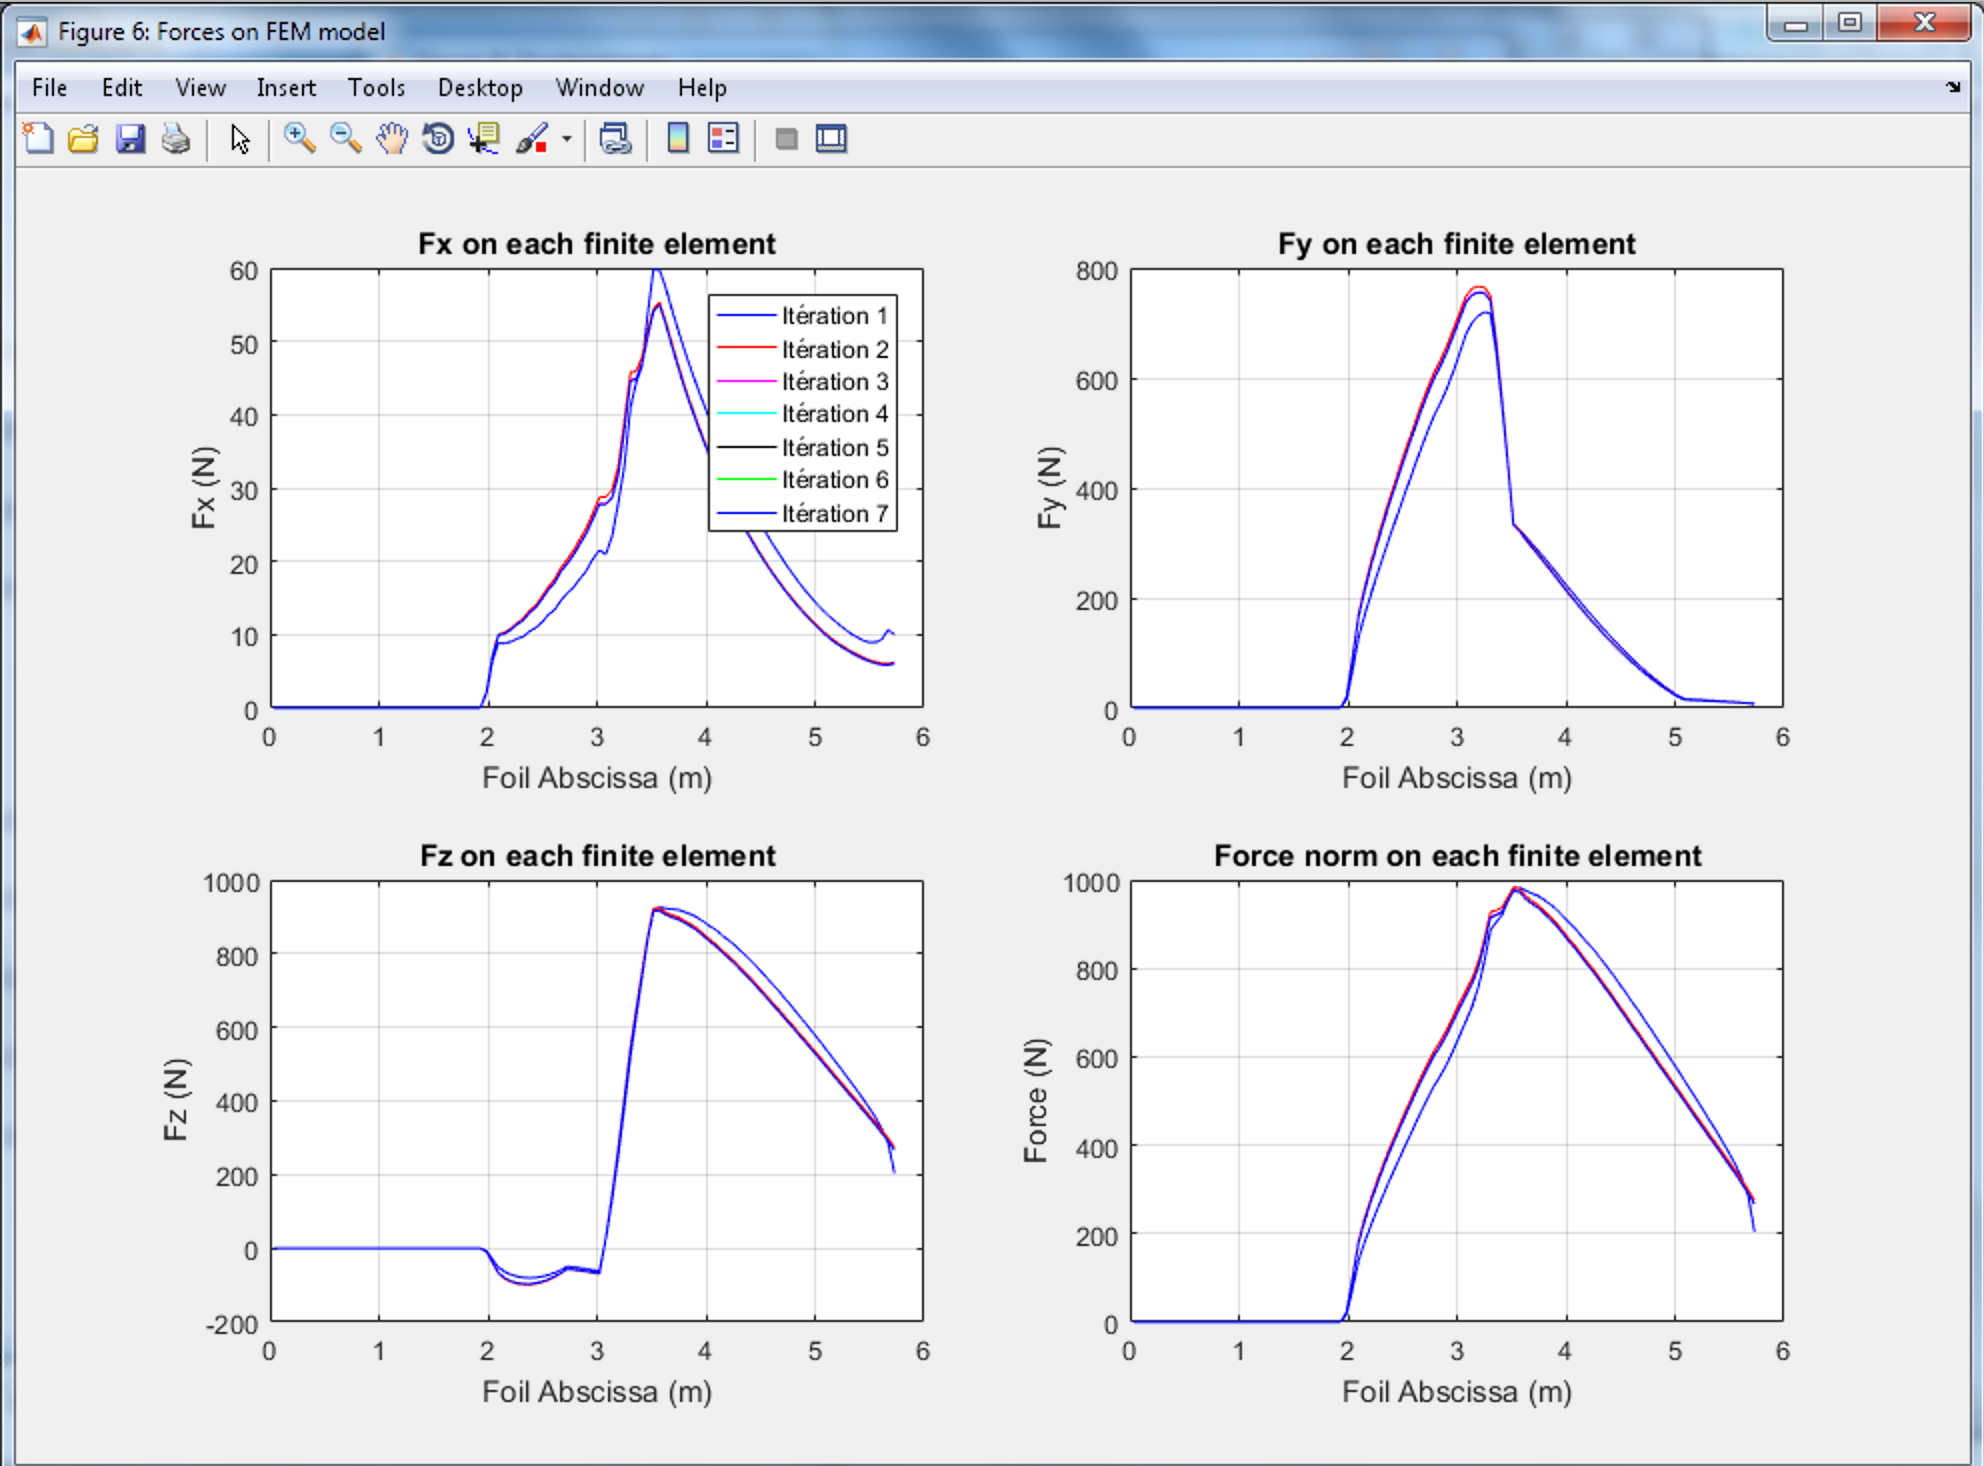 Figure 6: Forces on FEM model
File Edit View Insert Tools Desktop Window Help
Fx on each finite element
60
50
40
30
20
10
0
Fx (N)
0 1 2 3 4 5 6
Foil Abscissa (m)
Itération 1
Itération 2
Itération 3
Itération 4
Itération 5
Itération 6
Itération 7
Fy on each finite element
800
600
400
200
0
Fy (N)
0 1 2 3 4 5 6
Foil Abscissa (m)
Fz on each finite element
1000
800
600
400
200
0
-200
Fz (N)
0 1 2 3 4 5 6
Foil Abscissa (m)
Force norm on each finite element
1000
800
600
400
200
0
Force (N)
0 1 2 3 4 5 6
Foil Abscissa (m)